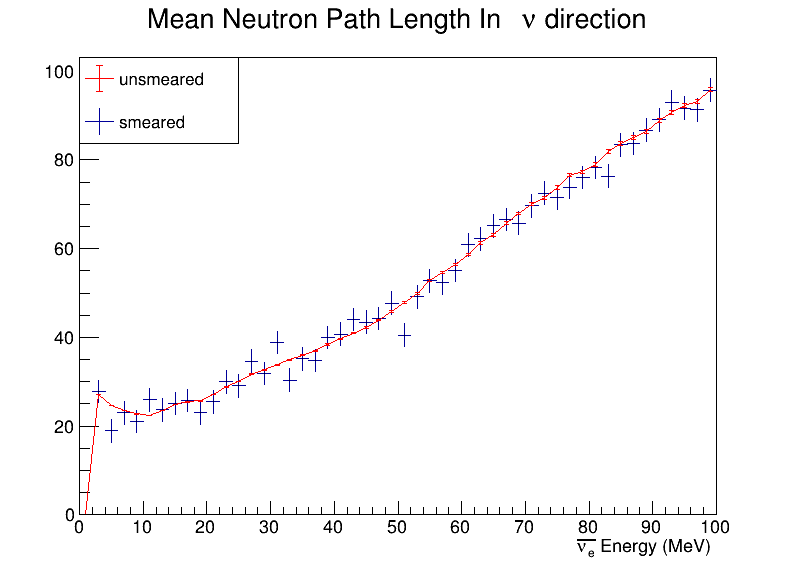 Mean Neutron Path Length In ν direction
unsmeared
smeared
100
80
60
40
20
0
0 10 20 30 40 50 60 70 80 90 100
ν̅ₑ Energy (MeV)